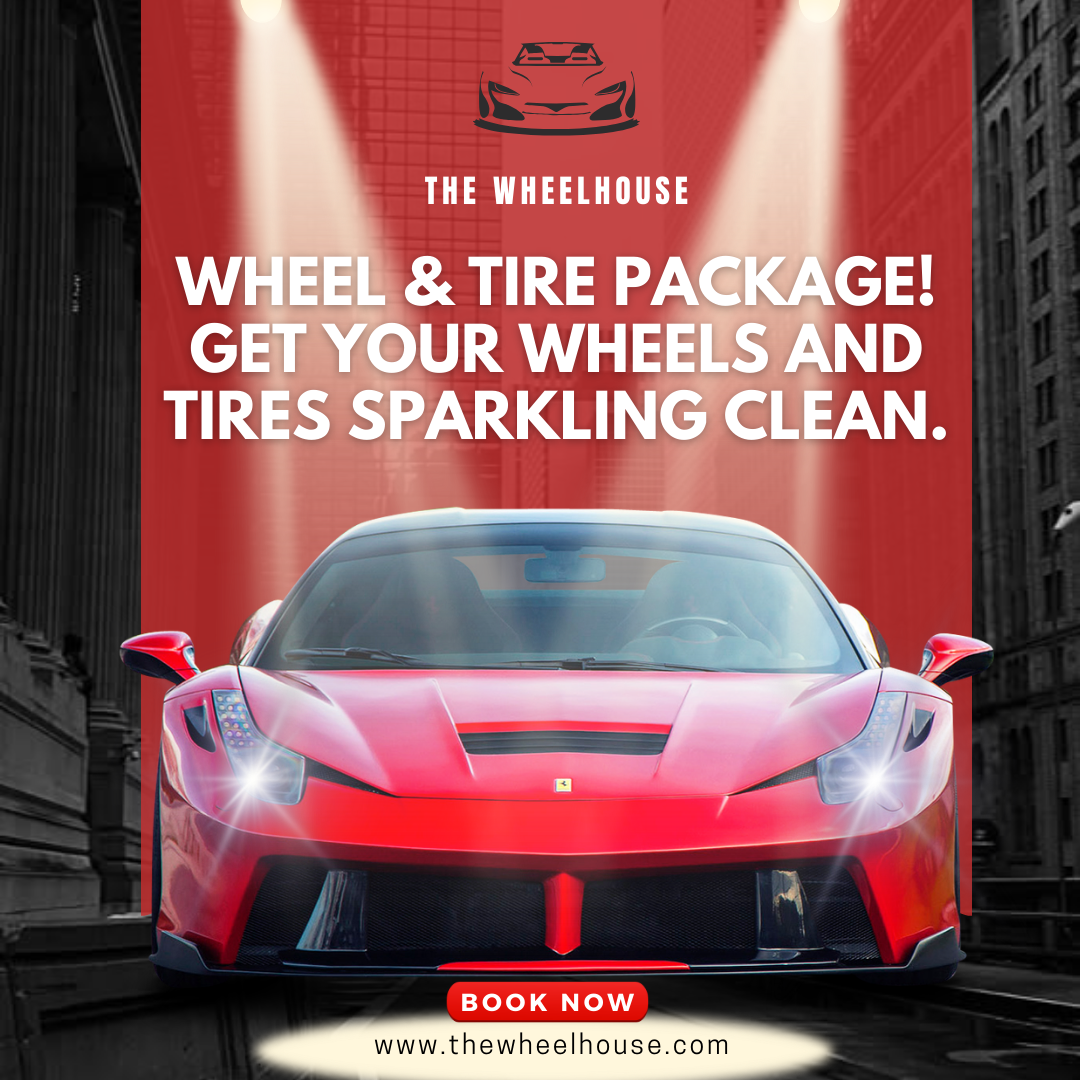 THE WHEELHOUSE
WHEEL & TIRE PACKAGE!
GET YOUR WHEELS AND
TIRES SPARKLING CLEAN.
BOOK NOW
www.thewheelhouse.com